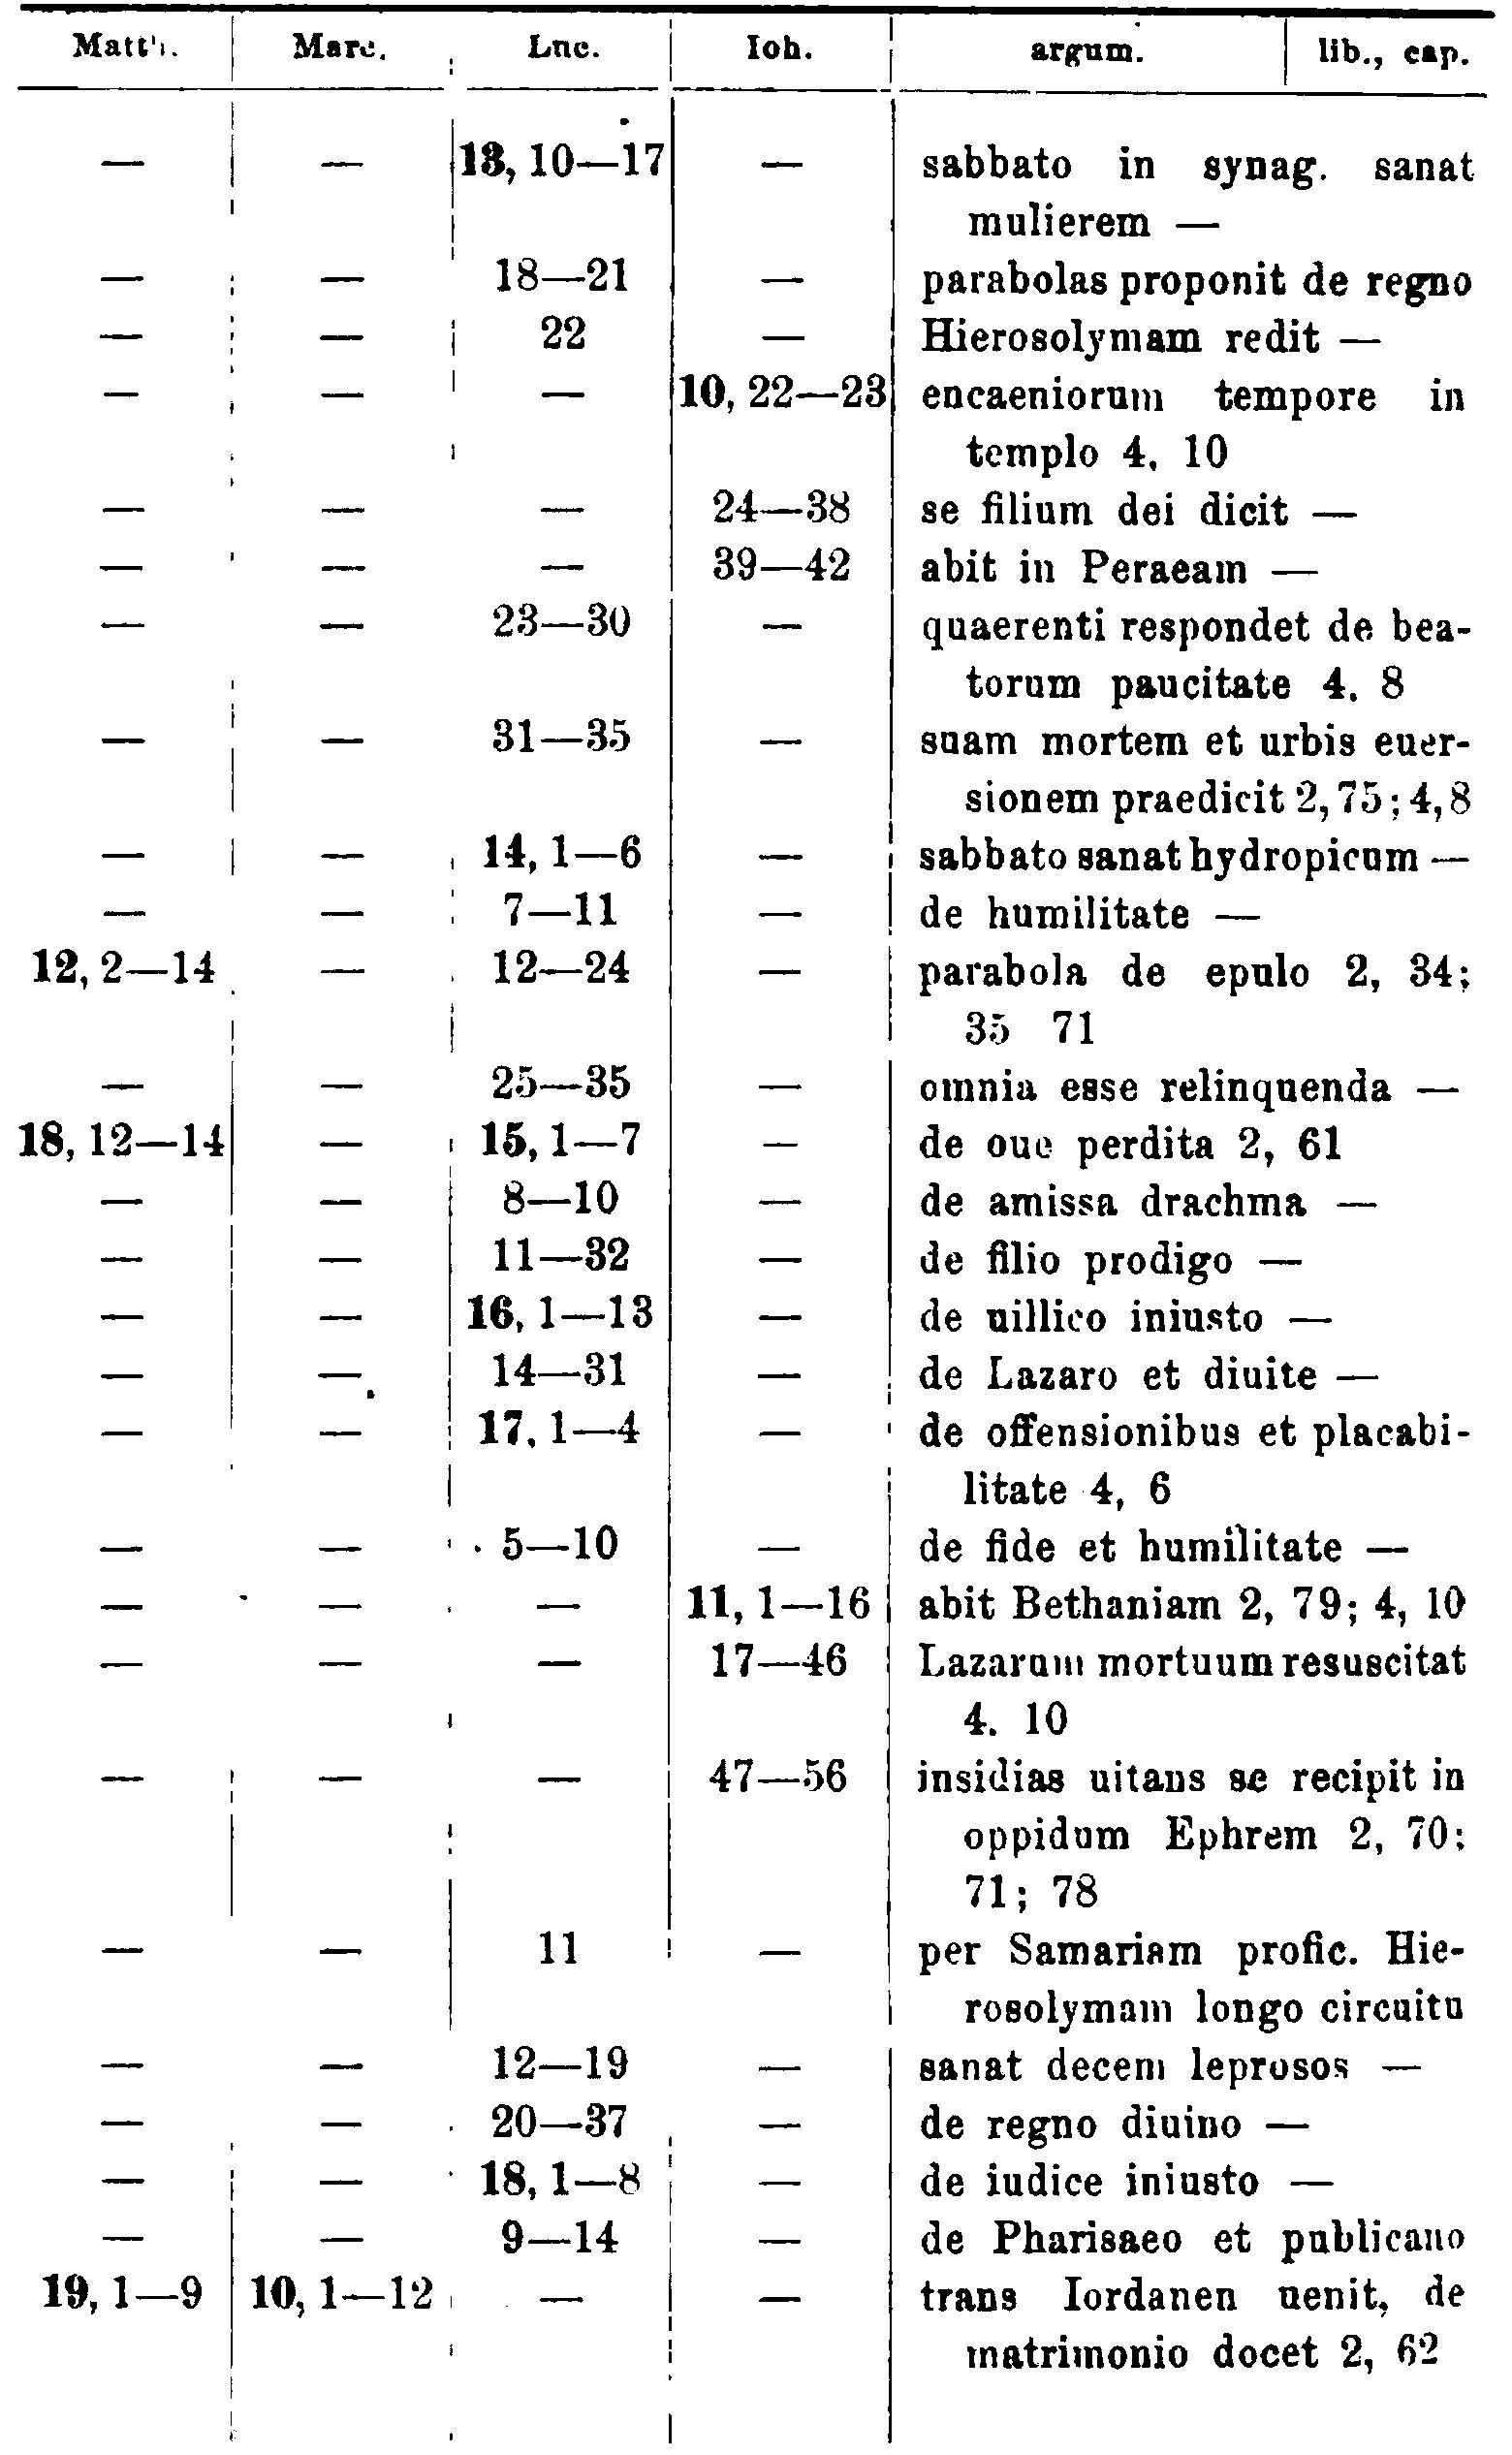 Matth. Marc. Luc. Ioh. argum. lib., cap.
— — 13, 10—17 — sabbato in synag. sanat
mulierem —
— — 18—21 — parabolas proponit de regno
— — 22 — Hierosolymam redit —
— — — 10, 22—23 encaeniorum tempore in
templo 4, 10
— — — 24—38 se filium dei dicit —
— — — 39—42 abit in Peraeam —
— — 23—30 — quaerenti respondet de bea-
torum paucitate 4. 8
— — 31—35 — suam mortem et urbis euer-
sionem praedicit 2, 75; 4, 8
— — 14, 1—6 — sabbato sanat hydropicum —
— — 7—11 — de humilitate —
12, 2—14 — 12—24 — parabola de epulo 2, 34;
35 71
— — 25—35 — omnia esse relinquenda —
18, 12—14 — 15, 1—7 — de oue perdita 2, 61
— — 8—10 — de amissa drachma —
— — 11—32 — de filio prodigo —
— — 16, 1—13 — de uillico iniusto —
— — 14—31 — de Lazaro et diuite —
— — 17, 1—4 — de offensionibus et placabi-
litate 4, 6
— — 5—10 — de fide et humilitate —
— — — 11, 1—16 abit Bethaniam 2, 79; 4, 10
— — — 17—46 Lazarum mortuum resuscitat
4. 10
— — — 47—56 insidias uitans se recipit in
oppidum Ephrem 2, 70;
71; 78
— — 11 — per Samariam profic. Hie-
rosolymam longo circuitu
— — 12—19 — sanat decem leprosos —
— — 20—37 — de regno diuino —
— — 18, 1—8 — de iudice iniusto —
— — 9—14 — de Pharisaeo et publicano
19, 1—9 10, 1—12 — — trans Iordanen uenit, de
matrimonio docet 2, 62